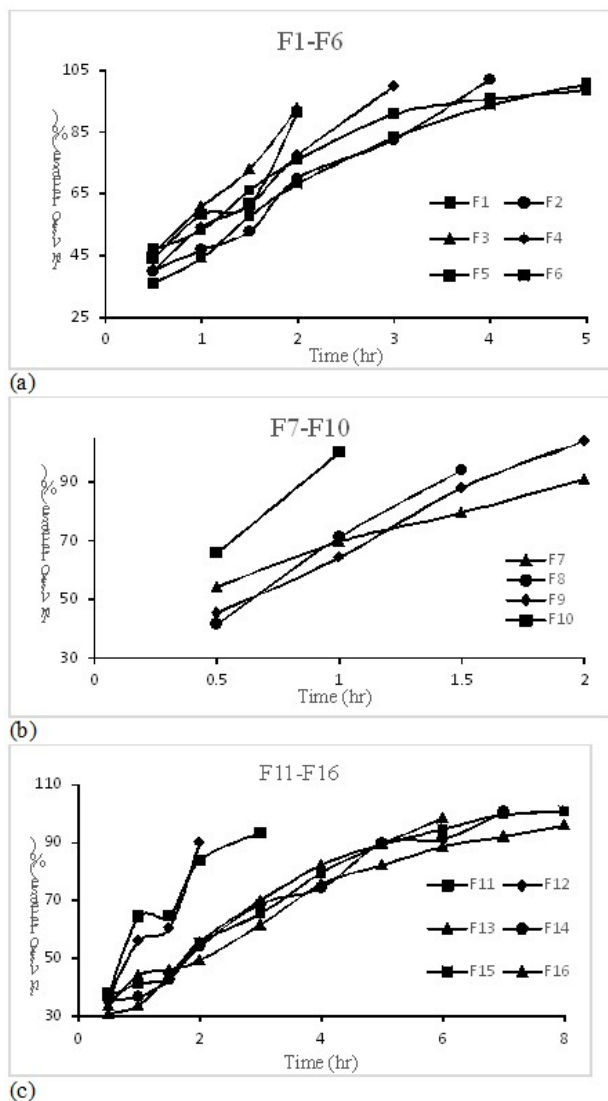 F1-F6
105
85
65
45
25
0
1
2
3
4
5
F1
F2
F3
F4
F5
F6
Time (hr)
(a)
F7-F10
90
70
50
30
0
0.5
1
1.5
2
F7
F8
F9
F10
Time (hr)
(b)
F11-F16
110
90
70
50
30
0
2
4
6
8
F11
F12
F13
F14
F15
F16
Time (hr)
(c)